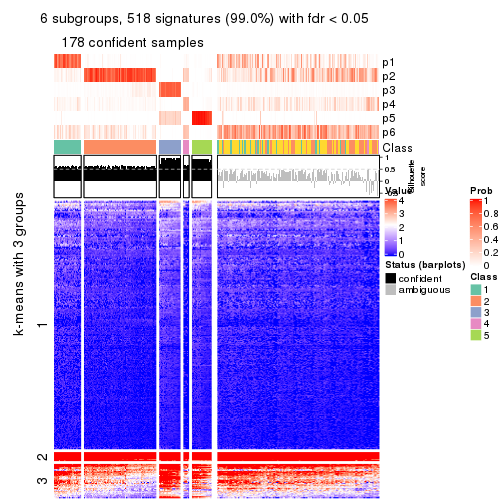 6 subgroups, 518 signatures (99.0%) with fdr < 0.05
178 confident samples
p1
p2
p3
p4
p5
p6
Class
1
0.5
0
-0.5
Silhouette
score
k-means with 3 groups
1
2
3
Value
4
3
2
1
0
Status (barplots)
confident
ambiguous
Prob
1
0.8
0.6
0.4
0.2
0
Class
1
2
3
4
5